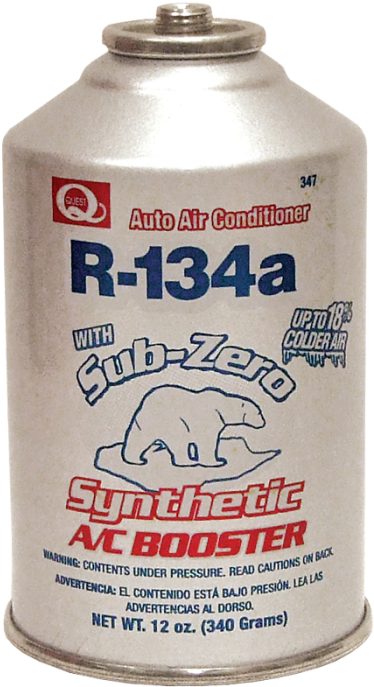 347
QUEST
Auto Air Conditioner
R-134a
WITH
Sub-Zero
UP TO 18%
COLDER AIR
Synthetic
A/C BOOSTER
WARNING: CONTENTS UNDER PRESSURE. READ CAUTIONS ON BACK.
ADVERTENCIA: EL CONTENIDO ESTÁ BAJO PRESIÓN. LEA LAS
ADVERTENCIAS AL DORSO.
NET WT. 12 oz. (340 Grams)